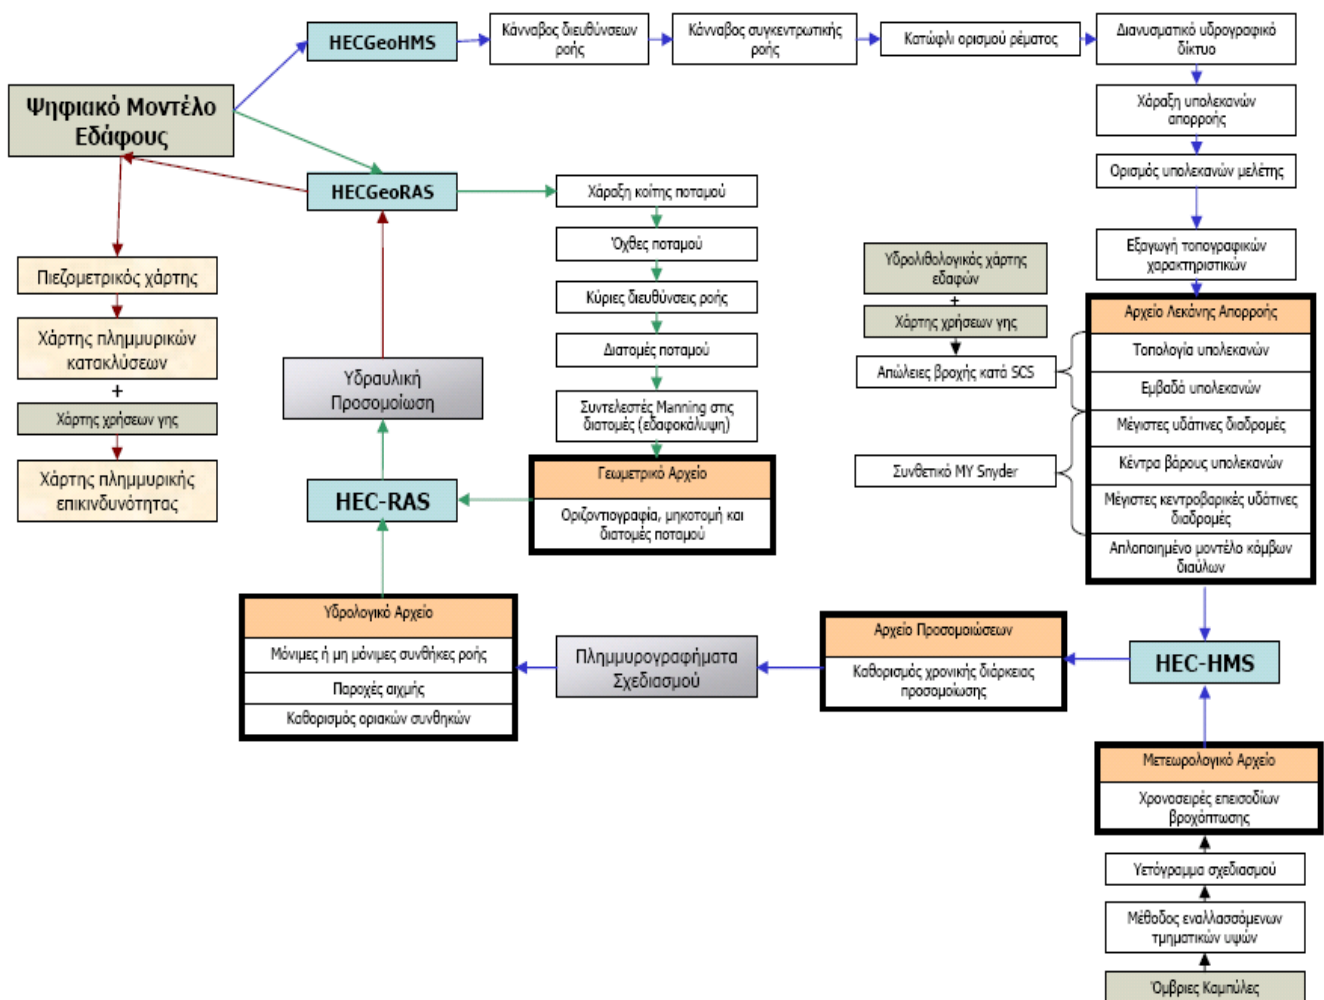 HECGeoHMS
Κάνναβος διευθύνσεων
ροής
Κάνναβος συγκεντρωτικής
ροής
Κατώφλι ορισμού ρέματος
Διανυσματικό υδρογραφικό
δίκτυο
Χάραξη υπολεκανών
απορροής
Ορισμός υπολεκανών μελέτης
Εξαγωγή τοπογραφικών
χαρακτηριστικών
Ψηφιακό Μοντέλο
Εδάφους
HECGeoRAS
Χάραξη κοίτης ποταμού
Όχθες ποταμού
Κύριες διευθύνσεις ροής
Διατομές ποταμού
Συντελεστές Manning στις
διατομές (εδαφοκάλυψη)
Γεωμετρικό Αρχείο
Οριζοντιογραφία, μηκοτομή και
διατομές ποταμού
Πιεζομετρικός χάρτης
Χάρτης πλημμυρικών
κατακλύσεων
+
Χάρτης χρήσεων γης
Χάρτης πλημμυρικής
επικινδυνότητας
Υδραυλική
Προσομοίωση
HEC-RAS
Υδρολιθολογικός χάρτης
εδαφών
+
Χάρτης χρήσεων γης
Απώλειες βροχής κατά SCS
Συνθετικό ΜΥ Snyder
Αρχείο Λεκάνης Απορροής
Τοπολογία υπολεκανών
Εμβαδά υπολεκανών
Μέγιστες υδάτινες διαδρομές
Κέντρα βάρους υπολεκανών
Μέγιστες κεντροβαρικές υδάτινες
διαδρομές
Απλοποιημένο μοντέλο κόμβων
διαύλων
Υδρολογικό Αρχείο
Μόνιμες ή μη μόνιμες συνθήκες ροής
Παροχές αιχμής
Καθορισμός οριακών συνθηκών
Πλημμυρογραφήματα
Σχεδιασμού
Αρχείο Προσομοιώσεων
Καθορισμός χρονικής διάρκειας
προσομοίωσης
HEC-HMS
Μετεωρολογικό Αρχείο
Χρονοσειρές επεισοδίων
βροχόπτωσης
Υετόγραμμα σχεδιασμού
Μέθοδος εναλλασσόμενων
τμηματικών υψών
Όμβριες Καμπύλες